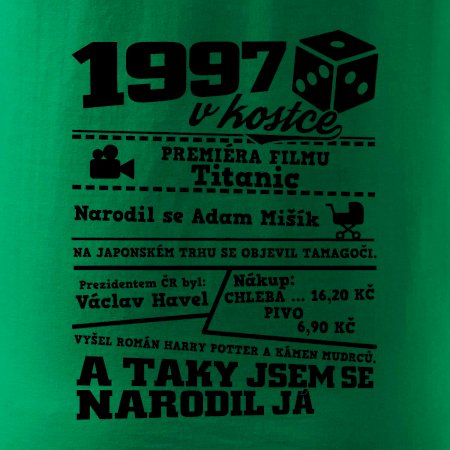 1997
v kostce
PREMIÉRA FILMU
Titanic
Narodil se Adam Mišík
NA JAPONSKÉM TRHU SE OBJEVIL TAMAGOČI.
Prezidentem ČR byl:
Václav Havel
Nákup:
CHLEBA ... 16,20 KČ
PIVO
6,90 KČ
VYŠEL ROMÁN HARRY POTTER A KÁMEN MUDRCŮ.
A TAKY JSEM SE
NARODIL JÁ